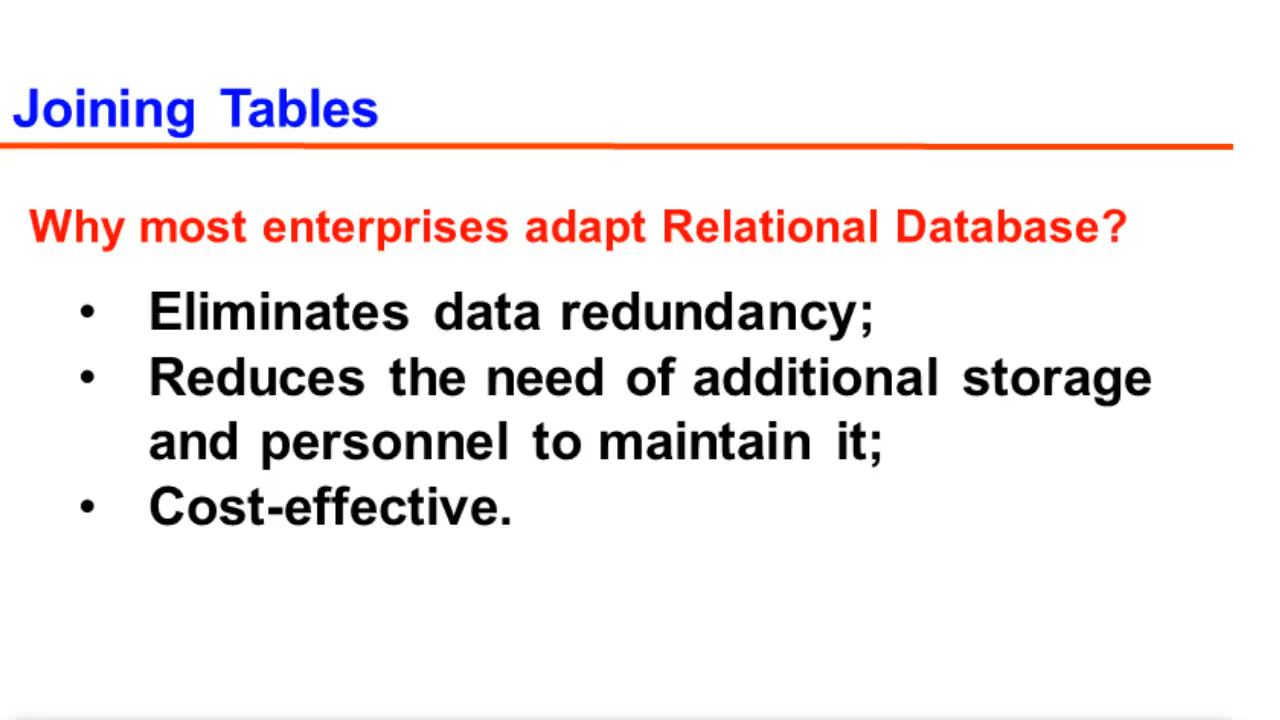 Joining Tables
Why most enterprises adapt Relational Database?
• Eliminates data redundancy;
• Reduces the need of additional storage
and personnel to maintain it;
• Cost-effective.